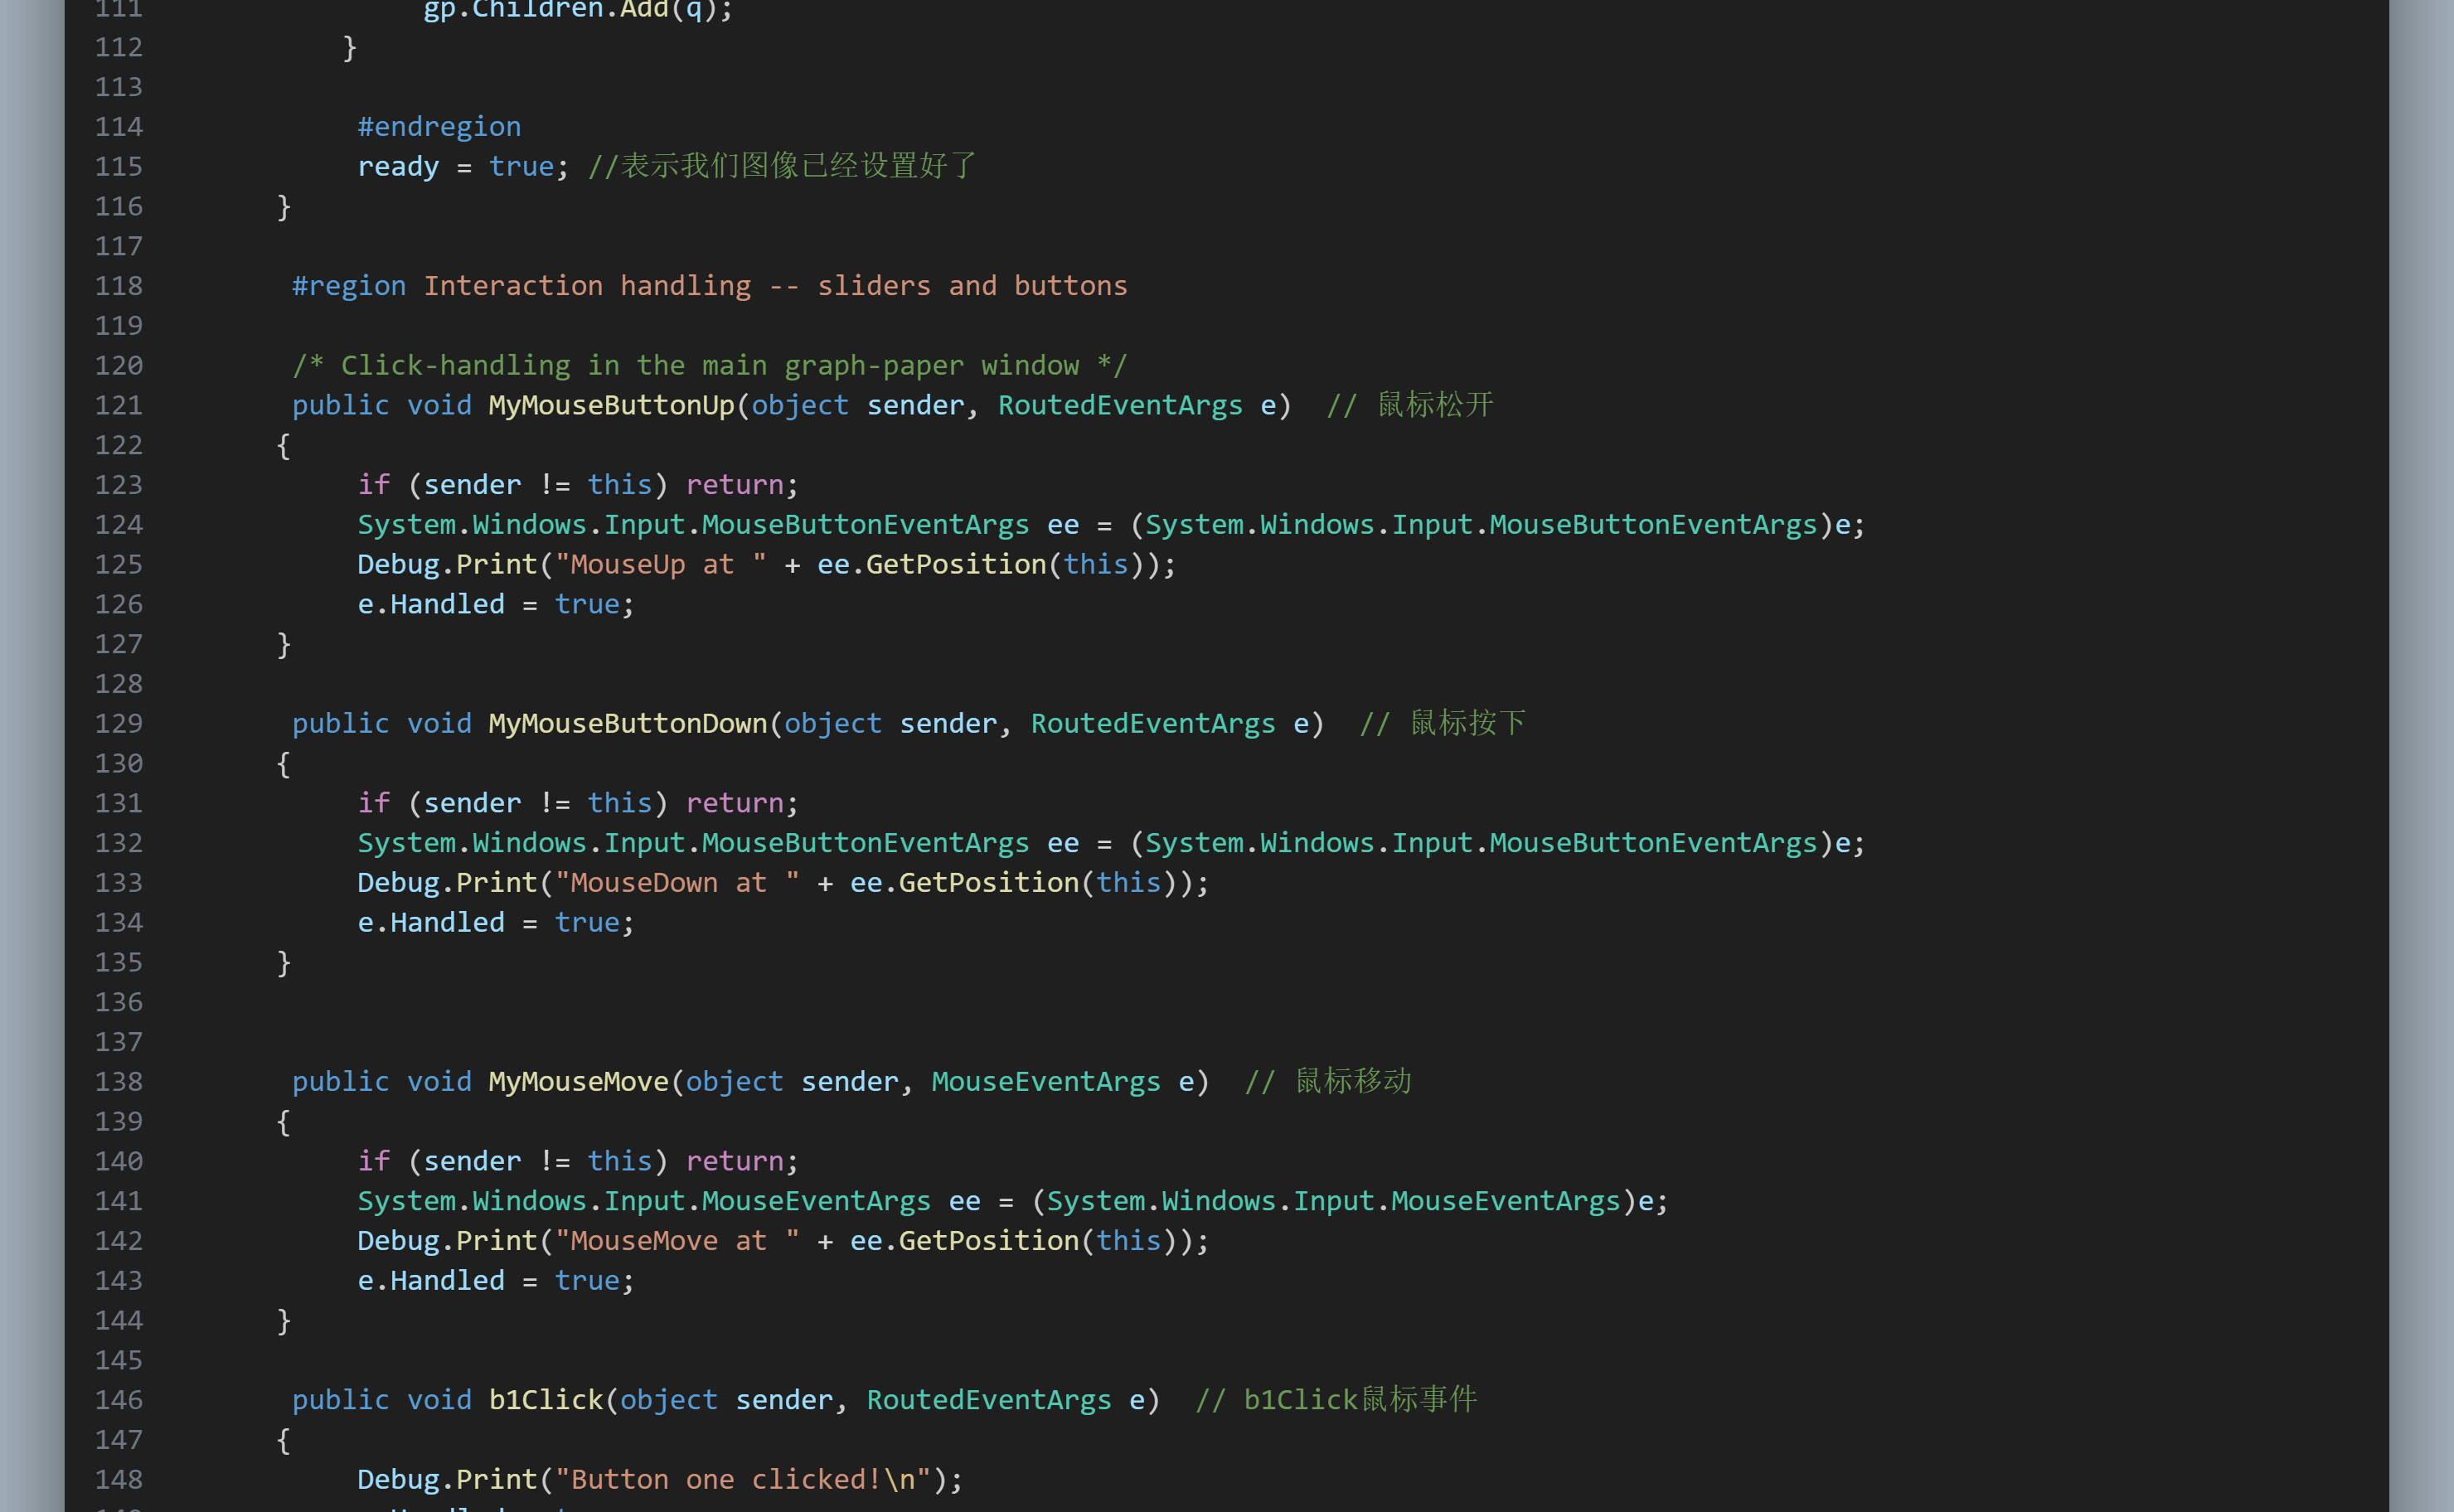 111 gp.Children.Add(q);
112 }
113
114 #endregion
115 ready = true; //表示我们图像已经设置好了
116 }
117
118 #region Interaction handling -- sliders and buttons
119
120 /* Click-handling in the main graph-paper window */
121 public void MyMouseButtonUp(object sender, RoutedEventArgs e)  // 鼠标松开
122 {
123 if (sender != this) return;
124 System.Windows.Input.MouseButtonEventArgs ee = (System.Windows.Input.MouseButtonEventArgs)e;
125 Debug.Print("MouseUp at " + ee.GetPosition(this));
126 e.Handled = true;
127 }
128
129 public void MyMouseButtonDown(object sender, RoutedEventArgs e)  // 鼠标按下
130 {
131 if (sender != this) return;
132 System.Windows.Input.MouseButtonEventArgs ee = (System.Windows.Input.MouseButtonEventArgs)e;
133 Debug.Print("MouseDown at " + ee.GetPosition(this));
134 e.Handled = true;
135 }
136
137
138 public void MyMouseMove(object sender, MouseEventArgs e)  // 鼠标移动
139 {
140 if (sender != this) return;
141 System.Windows.Input.MouseEventArgs ee = (System.Windows.Input.MouseEventArgs)e;
142 Debug.Print("MouseMove at " + ee.GetPosition(this));
143 e.Handled = true;
144 }
145
146 public void b1Click(object sender, RoutedEventArgs e)  // b1Click鼠标事件
147 {
148 Debug.Print("Button one clicked!\n");